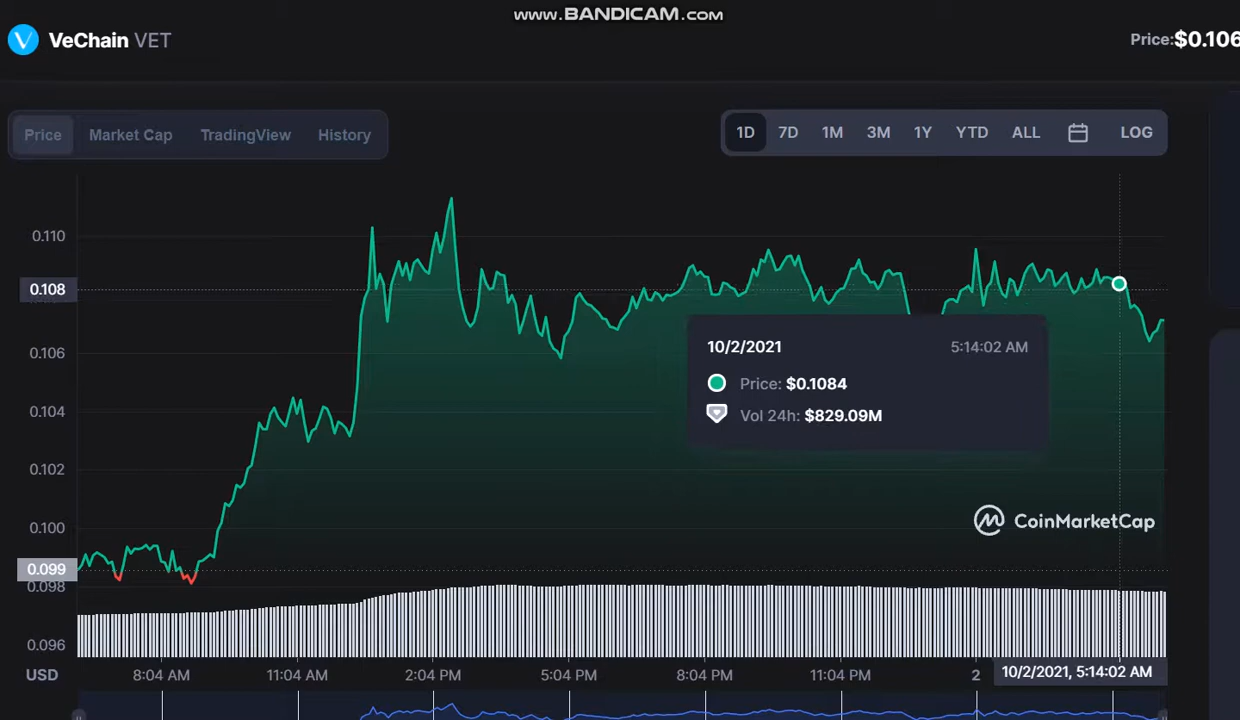 www.BANDICAM.com
VeChain VET
Price:$0.106
Price Market Cap TradingView History
1D 7D 1M 3M 1Y YTD ALL LOG
0.110
0.108
0.106
0.104
0.102
0.100
0.099
0.098
0.096
10/2/2021 5:14:02 AM
Price: $0.1084
Vol 24h: $829.09M
CoinMarketCap
USD 8:04 AM 11:04 AM 2:04 PM 5:04 PM 8:04 PM 11:04 PM 2 10/2/2021, 5:14:02 AM